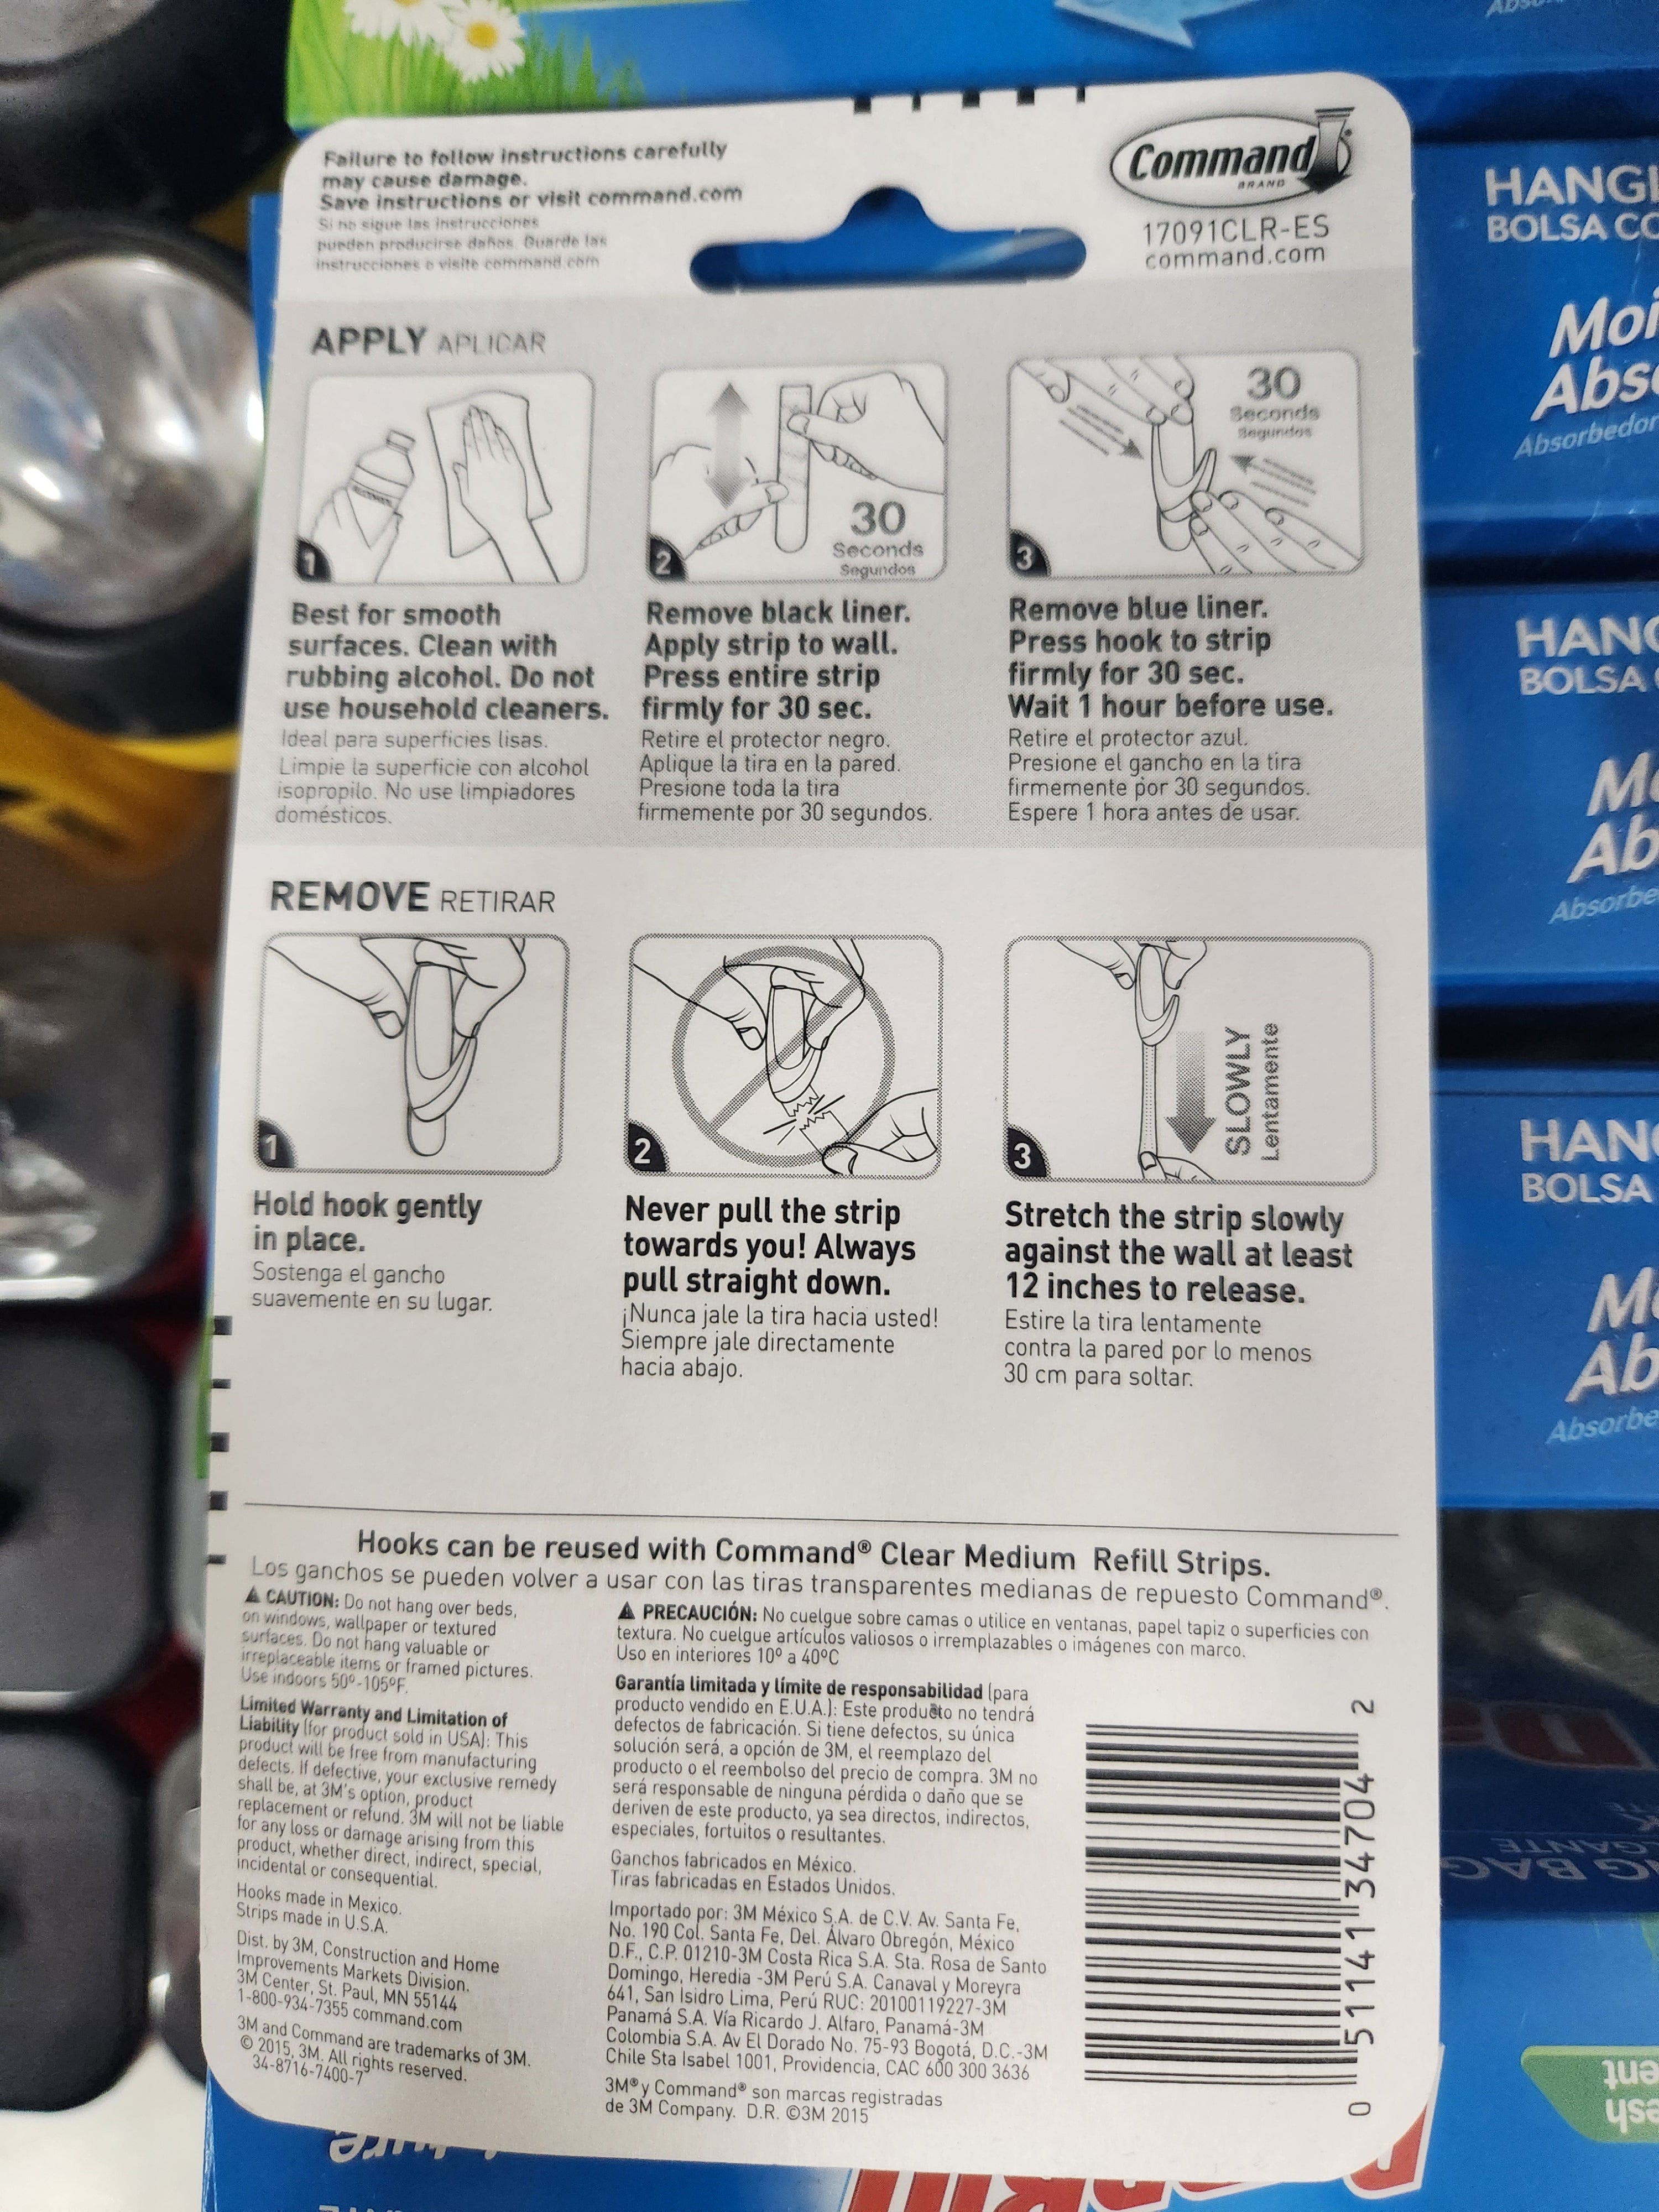 Failure to follow instructions carefully
may cause damage.
Save instructions or visit command.com
Si no sigue las instrucciones
pueden producirse daños. Guarde las
instrucciones o visite command.com
Command
BRAND
17091CLR-ES
command.com
APPLY APLICAR
1
2
30
Seconds
Segundos
3
30
Seconds
Segundos
Best for smooth
surfaces. Clean with
rubbing alcohol. Do not
use household cleaners.
Ideal para superficies lisas.
Limpie la superficie con alcohol
isopropilo. No use limpiadores
domésticos.
Remove black liner.
Apply strip to wall.
Press entire strip
firmly for 30 sec.
Retire el protector negro.
Aplique la tira en la pared.
Presione toda la tira
firmemente por 30 segundos.
Remove blue liner.
Press hook to strip
firmly for 30 sec.
Wait 1 hour before use.
Retire el protector azul.
Presione el gancho en la tira
firmemente por 30 segundos.
Espere 1 hora antes de usar.
REMOVE RETIRAR
1
2
3
SLOWLY
Lentamente
Hold hook gently
in place.
Sostenga el gancho
suavemente en su lugar.
Never pull the strip
towards you! Always
pull straight down.
¡Nunca jale la tira hacia usted!
Siempre jale directamente
hacia abajo.
Stretch the strip slowly
against the wall at least
12 inches to release.
Estire la tira lentamente
contra la pared por lo menos
30 cm para soltar.
Hooks can be reused with Command® Clear Medium Refill Strips.
Los ganchos se pueden volver a usar con las tiras transparentes medianas de repuesto Command®.
⚠ CAUTION: Do not hang over beds,
on windows, wallpaper or textured
surfaces. Do not hang valuable or
irreplaceable items or framed pictures.
Use indoors 50º-105ºF.
Limited Warranty and Limitation of
Liability (for product sold in USA): This
product will be free from manufacturing
defects. If defective, your exclusive remedy
shall be, at 3M's option, product
replacement or refund. 3M will not be liable
for any loss or damage arising from this
product, whether direct, indirect, special,
incidental or consequential.
Hooks made in Mexico.
Strips made in U.S.A.
Dist. by 3M, Construction and Home
Improvements Markets Division.
3M Center, St. Paul, MN 55144
1-800-934-7355 command.com
3M and Command are trademarks of 3M.
© 2015, 3M. All rights reserved.
34-8716-7400-7
⚠ PRECAUCIÓN: No cuelgue sobre camas o utilice en ventanas, papel tapiz o superficies con
textura. No cuelgue artículos valiosos o irremplazables o imágenes con marco.
Uso en interiores 10º a 40ºC
Garantía limitada y límite de responsabilidad (para
producto vendido en E.U.A.): Este producto no tendrá
defectos de fabricación. Si tiene defectos, su única
solución será, a opción de 3M, el reemplazo del
producto o el reembolso del precio de compra. 3M no
será responsable de ninguna pérdida o daño que se
deriven de este producto, ya sea directos, indirectos,
especiales, fortuitos o resultantes.
Ganchos fabricados en México.
Tiras fabricadas en Estados Unidos.
Importado por: 3M México S.A. de C.V. Av. Santa Fe,
No. 190 Col. Santa Fe, Del. Álvaro Obregón, México
D.F., C.P. 01210-3M Costa Rica S.A. Sta. Rosa de Santo
Domingo, Heredia -3M Perú S.A. Canaval y Moreyra
641, San Isidro Lima, Perú RUC: 20100119227-3M
Panamá S.A. Vía Ricardo J. Alfaro, Panamá-3M
Colombia S.A. Av El Dorado No. 75-93 Bogotá, D.C.-3M
Chile Sta Isabel 1001, Providencia, CAC 600 300 3636
3M® y Command® son marcas registradas
de 3M Company. D.R. ©3M 2015
0 51141 34704 2
BOLSA
BOLSA
BOLSA